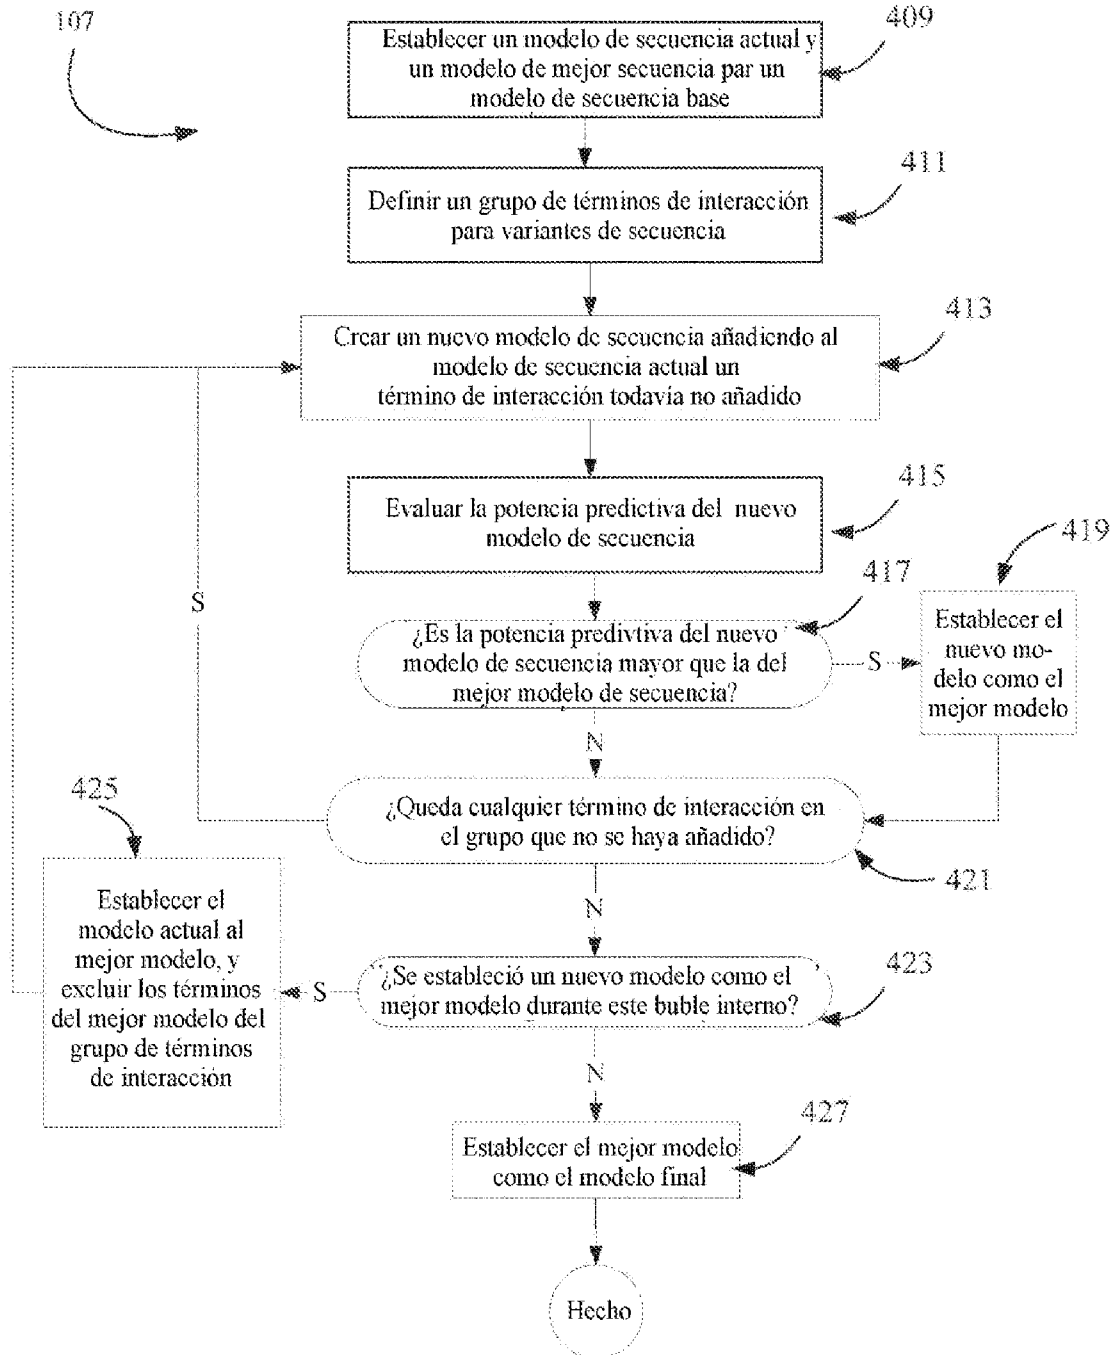 107
409
Establecer un modelo de secuencia actual y
un modelo de mejor secuencia par un
modelo de secuencia base
411
Definir un grupo de términos de interacción
para variantes de secuencia
413
Crear un nuevo modelo de secuencia añadiendo al
modelo de secuencia actual un
término de interacción todavía no añadido
415
Evaluar la potencia predictiva del nuevo
modelo de secuencia
419
417
S
¿Es la potencia predivtiva del nuevo
modelo de secuencia mayor que la del
mejor modelo de secuencia?
S
Establecer el
nuevo mo-
delo como el
mejor modelo
N
425
¿Queda cualquier término de interacción en
el grupo que no se haya añadido?
421
N
Establecer el
modelo actual al
mejor modelo, y
excluir los términos
del mejor modelo del
grupo de términos
de interacción
S
¿Se estableció un nuevo modelo como el
mejor modelo durante este buble interno?
423
N
427
Establecer el mejor modelo
como el modelo final
Hecho